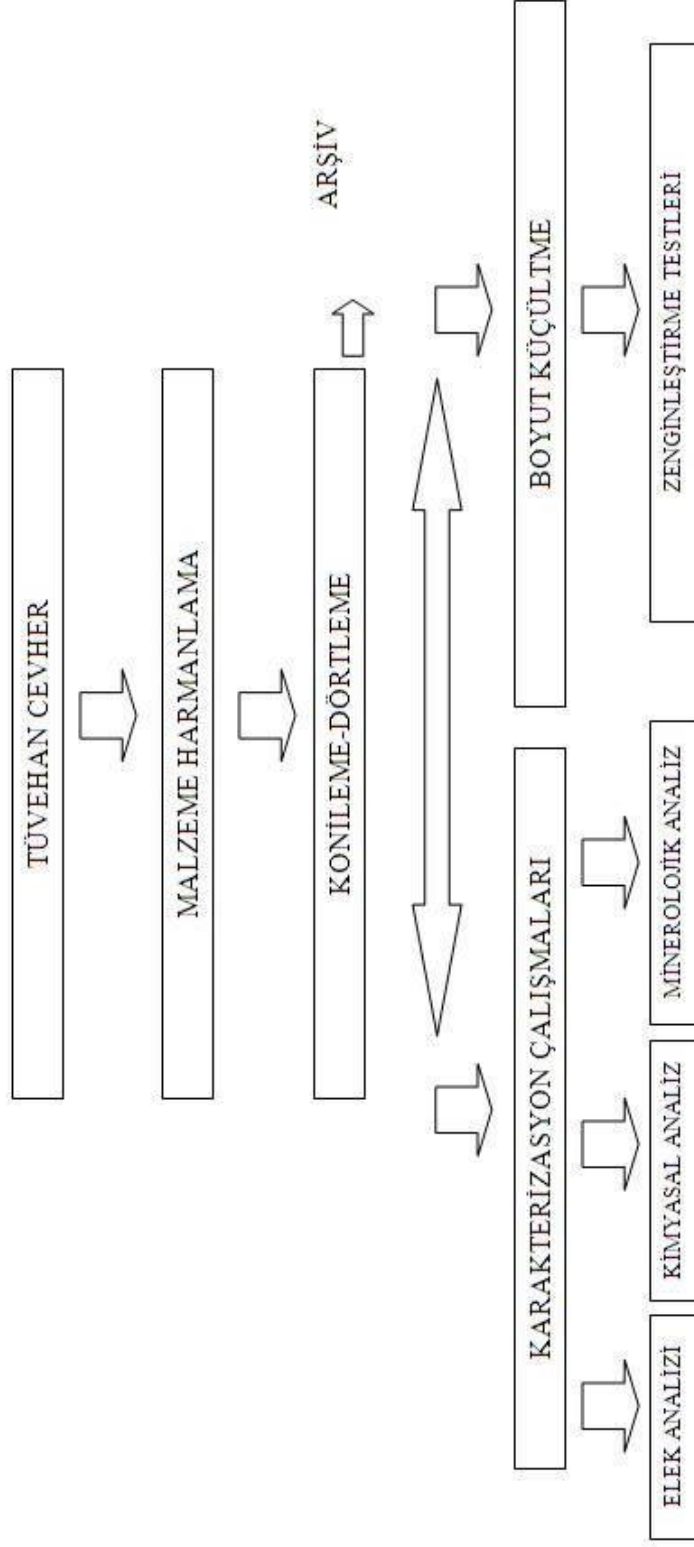 TÜVEHAN CEVHER
MALZEME HARMANLAMA
KONİLEME-DÖRTLEME
ARŞİV
KARAKTERİZASYON ÇALIŞMALARI
BOYUT KÜÇÜLTME
ELEK ANALİZİ
KİMYASAL ANALİZ
MİNEROLOJİK ANALİZ
ZENGİNLEŞTİRME TESTLERİ